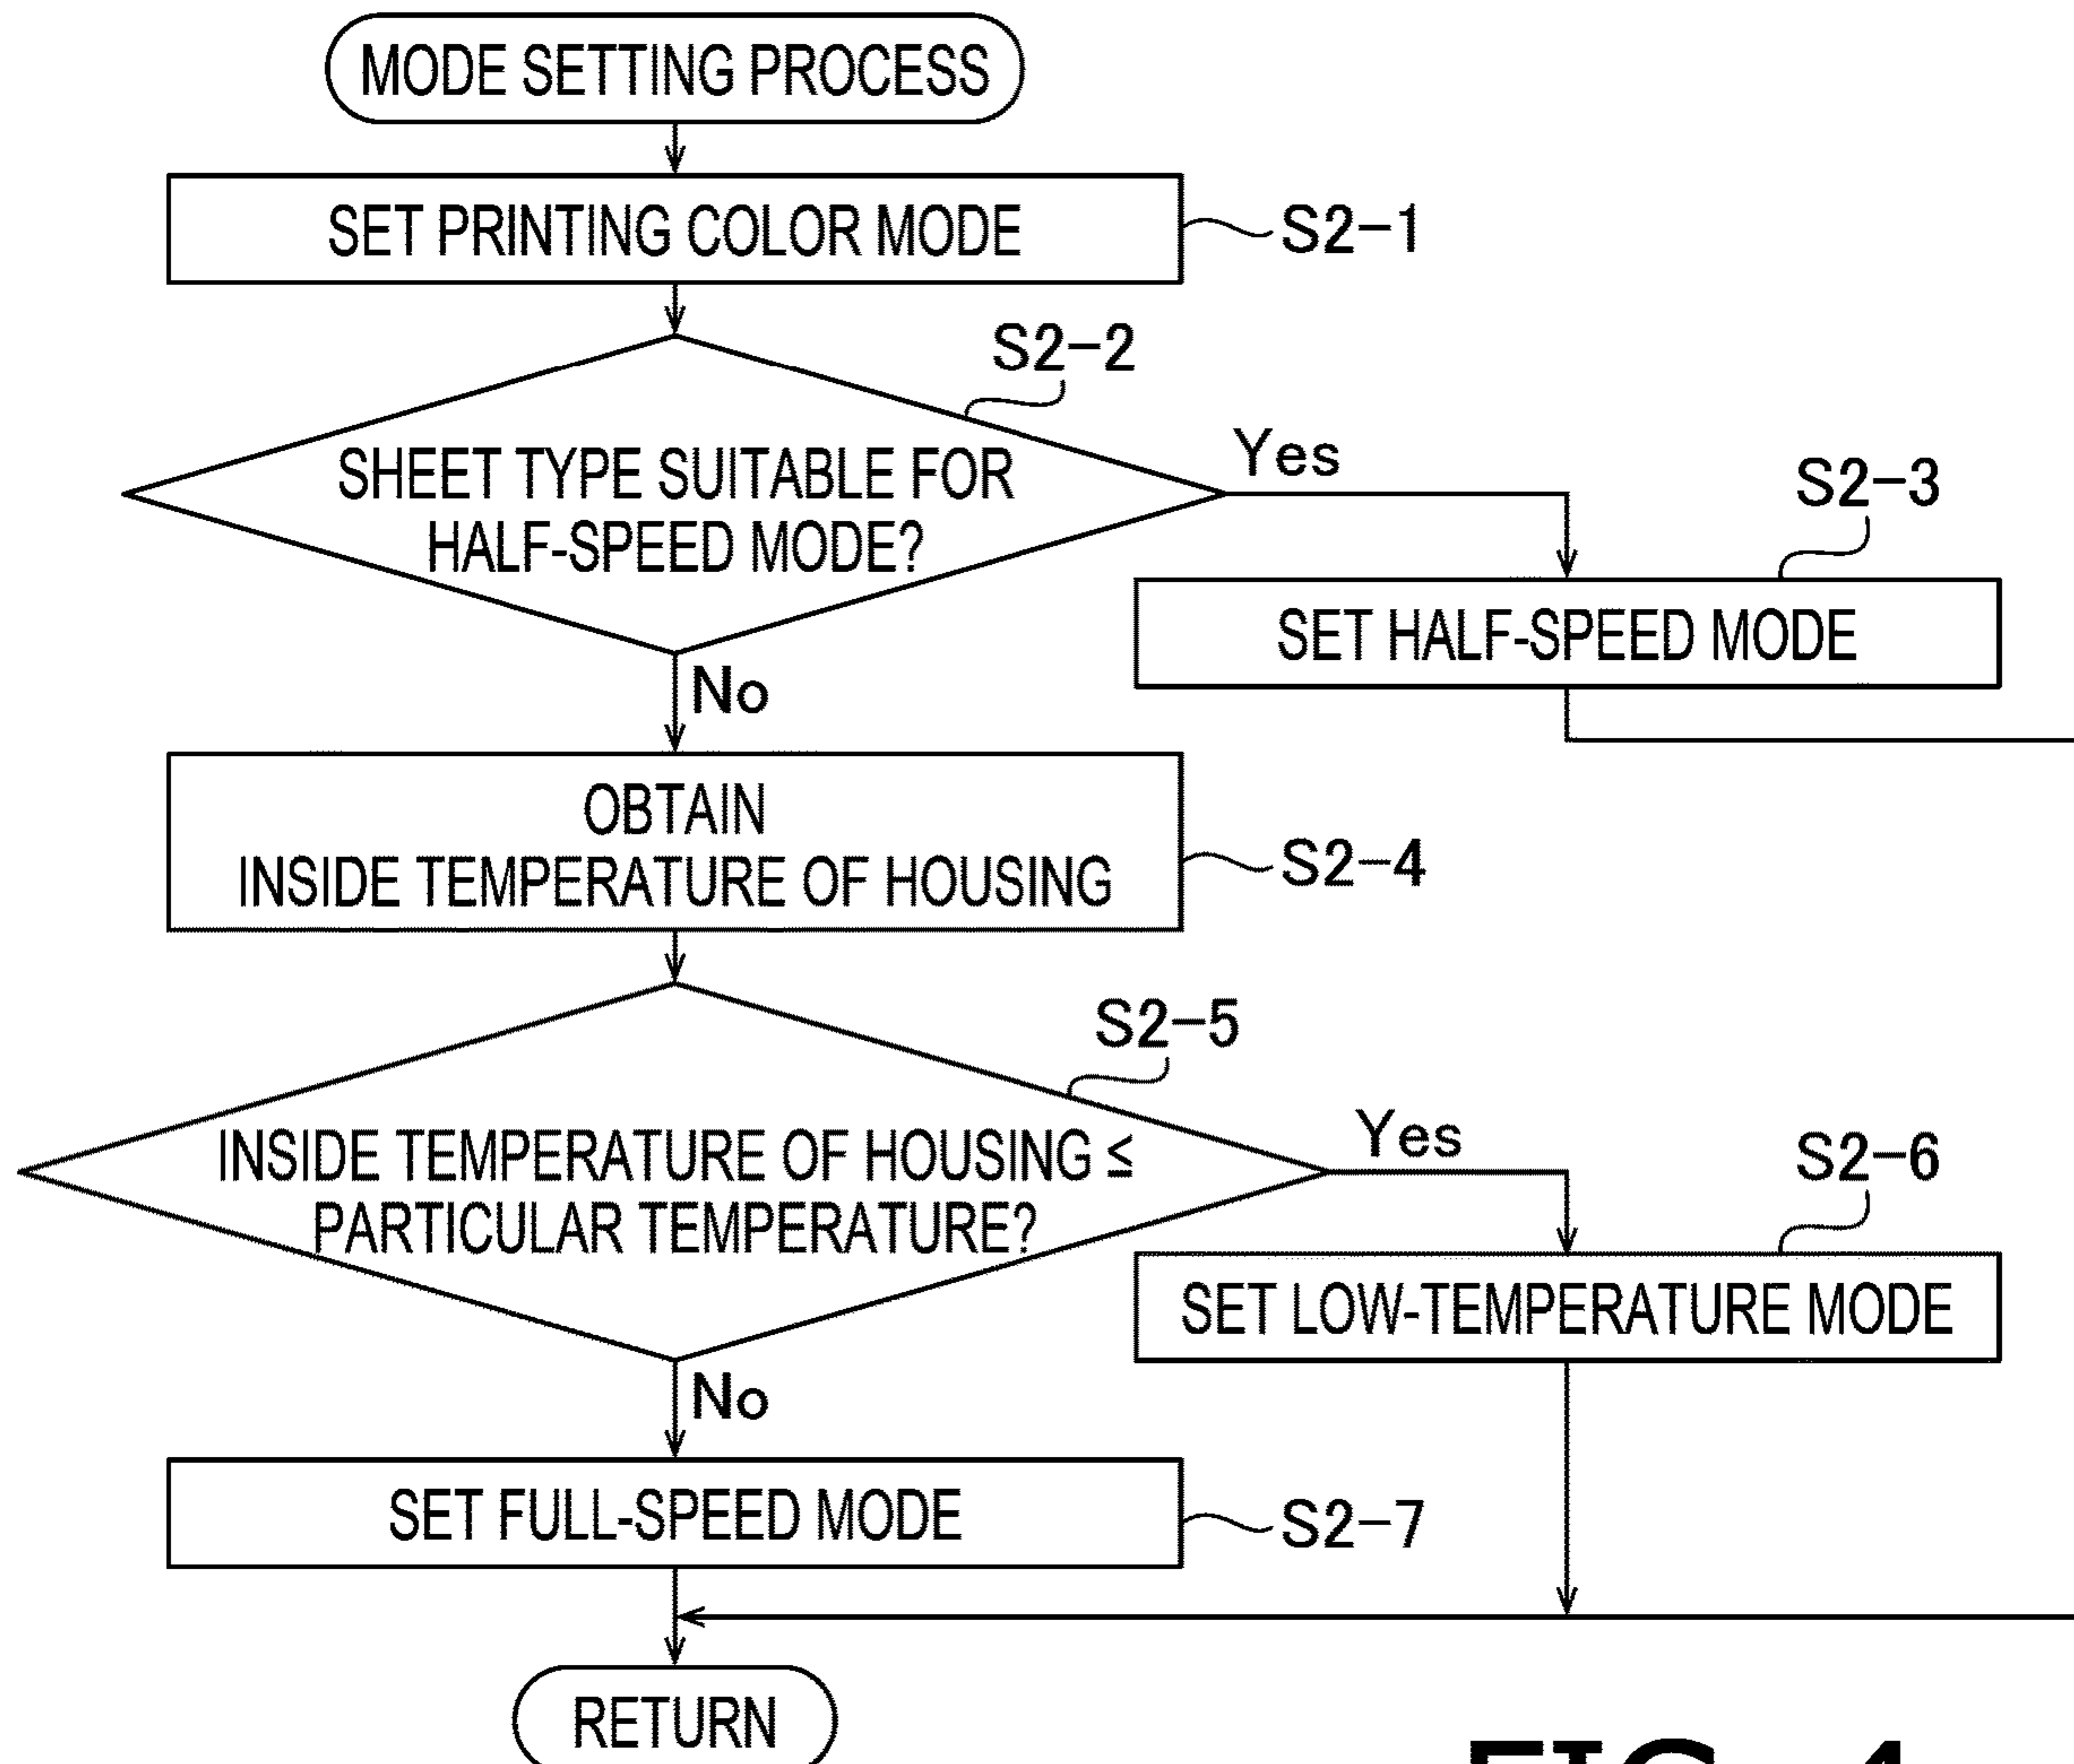 MODE SETTING PROCESS
SET PRINTING COLOR MODE
S2-1
S2-2
SHEET TYPE SUITABLE FOR
HALF-SPEED MODE?
Yes
S2-3
SET HALF-SPEED MODE
No
OBTAIN
INSIDE TEMPERATURE OF HOUSING
S2-4
S2-5
INSIDE TEMPERATURE OF HOUSING ≤
PARTICULAR TEMPERATURE?
Yes
S2-6
SET LOW-TEMPERATURE MODE
No
SET FULL-SPEED MODE
S2-7
RETURN